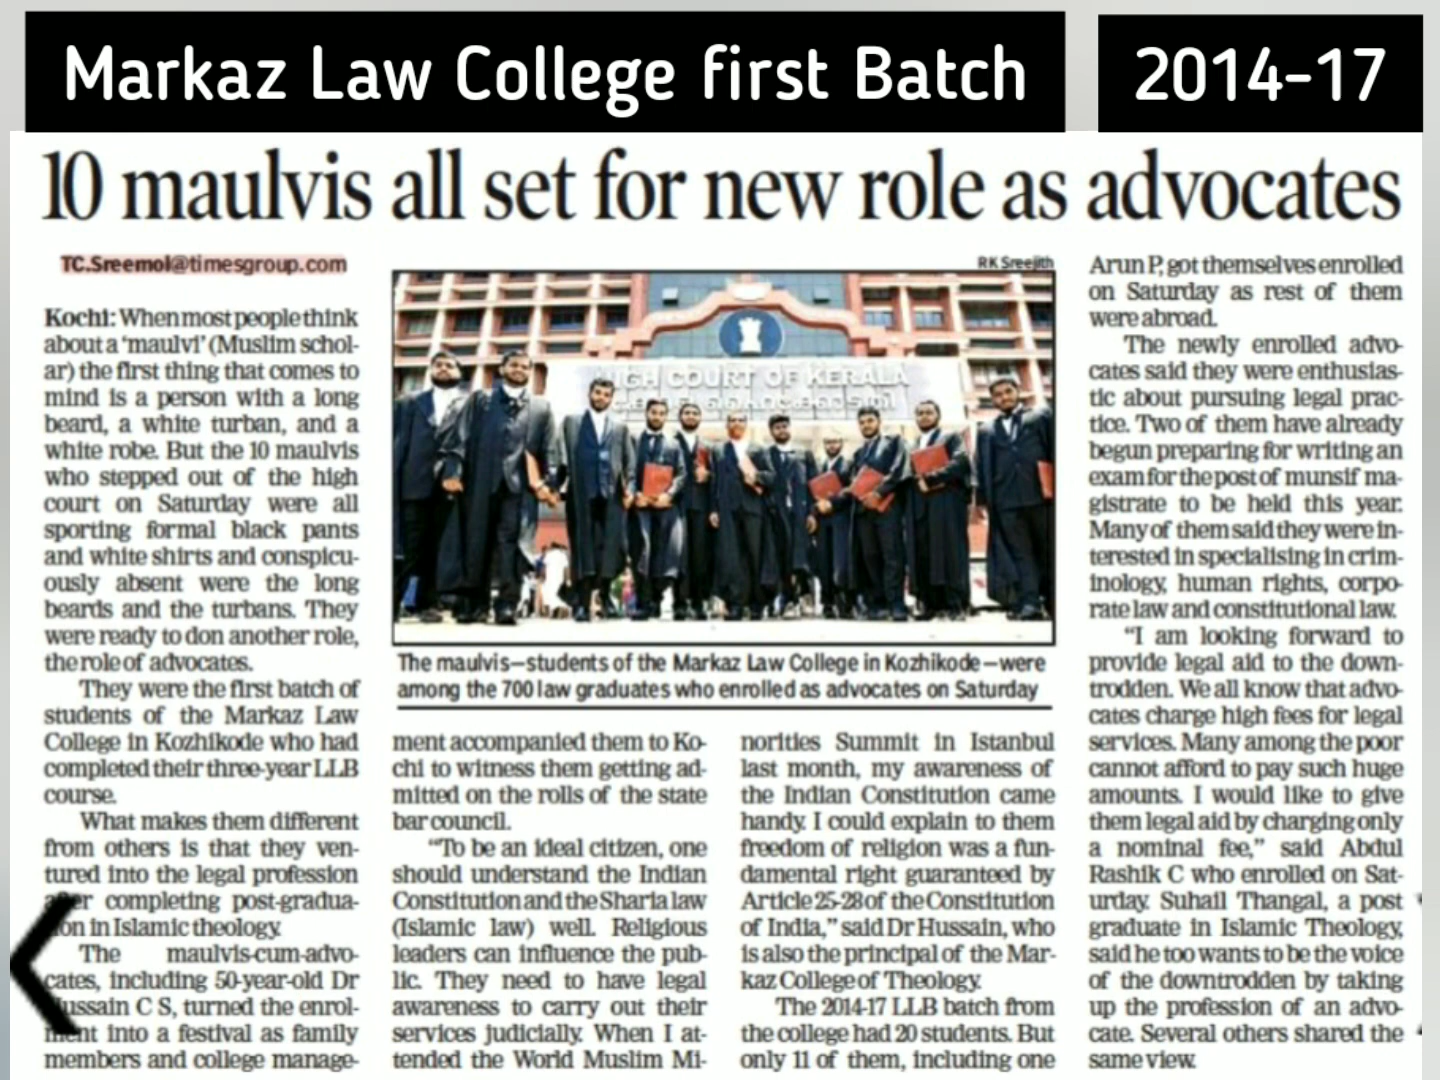 Markaz Law College first Batch
2014-17
10 maulvis all set for new role as advocates
TC.Sreemol@timesgroup.com
Kochi: When most people think
about a ‘maulvi’ (Muslim schol-
ar) the first thing that comes to
mind is a person with a long
beard, a white turban, and a
white robe. But the 10 maulvis
who stepped out of the high
court on Saturday were all
sporting formal black pants
and white shirts and conspicu-
ously absent were the long
beards and the turbans. They
were ready to don another role,
the role of advocates.
They were the first batch of
students of the Markaz Law
College in Kozhikode who had
completed their three-year LLB
course.
What makes them different
from others is that they ven-
tured into the legal profession
after completing post-gradua-
tion in Islamic theology.
The maulvis-cum-advo-
cates, including 50-year-old Dr
Hussain C S, turned the enrol-
ment into a festival as family
members and college manage-
RK Sreejith
HIGH COURT OF KERALA
The maulvis—students of the Markaz Law College in Kozhikode—were
among the 700 law graduates who enrolled as advocates on Saturday
ment accompanied them to Ko-
chi to witness them getting ad-
mitted on the rolls of the state
bar council.
“To be an ideal citizen, one
should understand the Indian
Constitution and the Sharia law
(Islamic law) well. Religious
leaders can influence the pub-
lic. They need to have legal
awareness to carry out their
services judicially. When I at-
tended the World Muslim Mi-
norities Summit in Istanbul
last month, my awareness of
the Indian Constitution came
handy. I could explain to them
freedom of religion was a fun-
damental right guaranteed by
Article 25-28 of the Constitution
of India,” said Dr Hussain, who
is also the principal of the Mar-
kaz College of Theology.
The 2014-17 LLB batch from
the college had 20 students. But
only 11 of them, including one
Arun P, got themselves enrolled
on Saturday as rest of them
were abroad.
The newly enrolled advo-
cates said they were enthusias-
tic about pursuing legal prac-
tice. Two of them have already
begun preparing for writing an
exam for the post of munsif ma-
gistrate to be held this year.
Many of them said they were in-
terested in specialising in crim-
inology, human rights, corpo-
rate law and constitutional law.
“I am looking forward to
provide legal aid to the down-
trodden. We all know that advo-
cates charge high fees for legal
services. Many among the poor
cannot afford to pay such huge
amounts. I would like to give
them legal aid by charging only
a nominal fee,” said Abdul
Rashik C who enrolled on Sat-
urday. Suhail Thangal, a post
graduate in Islamic Theology,
said he too wants to be the voice
of the downtrodden by taking
up the profession of an advo-
cate. Several others shared the
same view.